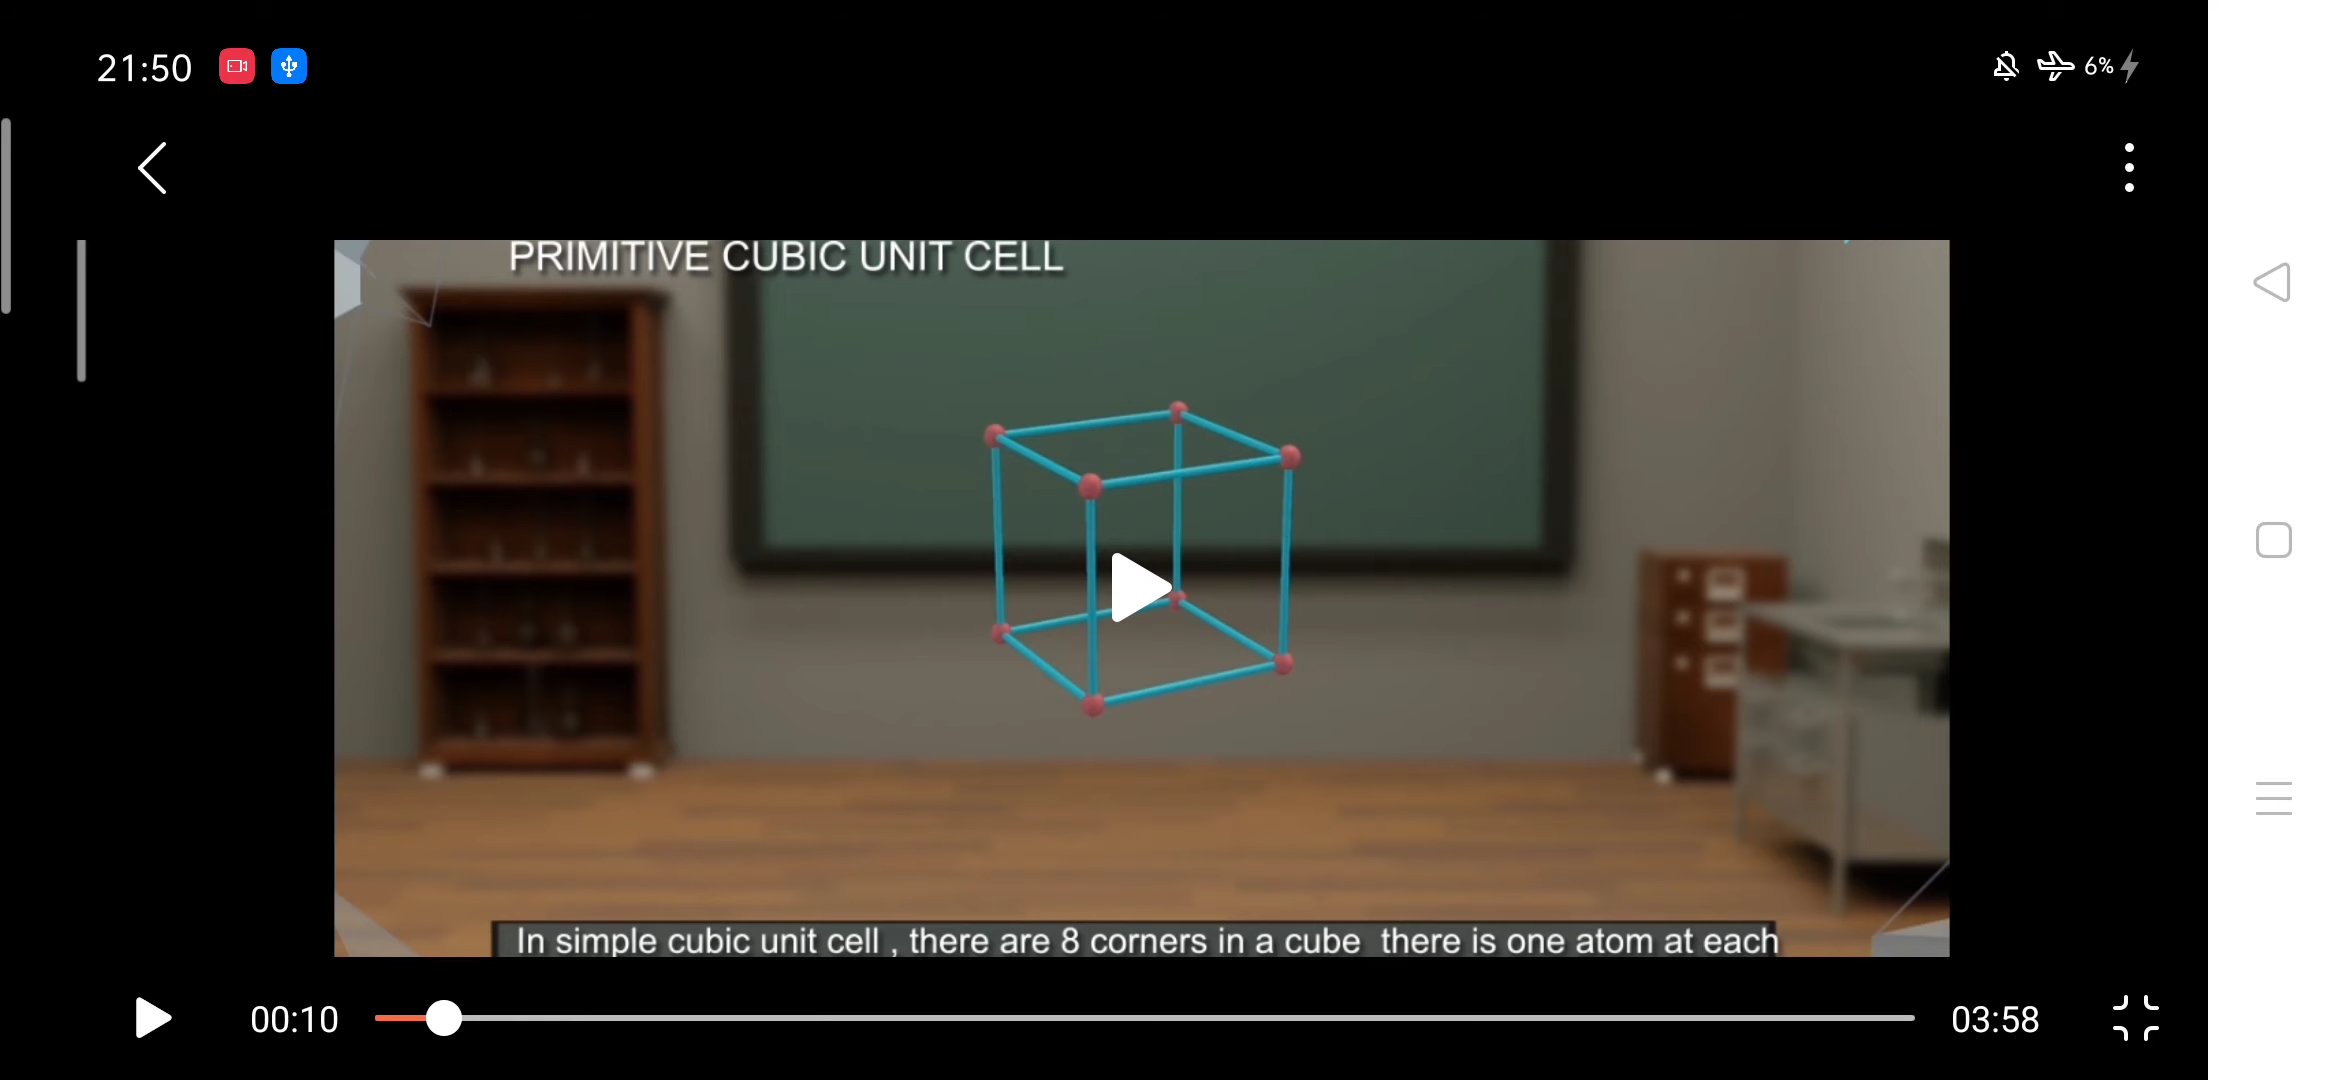 21:50
6%
PRIMITIVE CUBIC UNIT CELL
In simple cubic unit cell , there are 8 corners in a cube  there is one atom at each
00:10
03:58